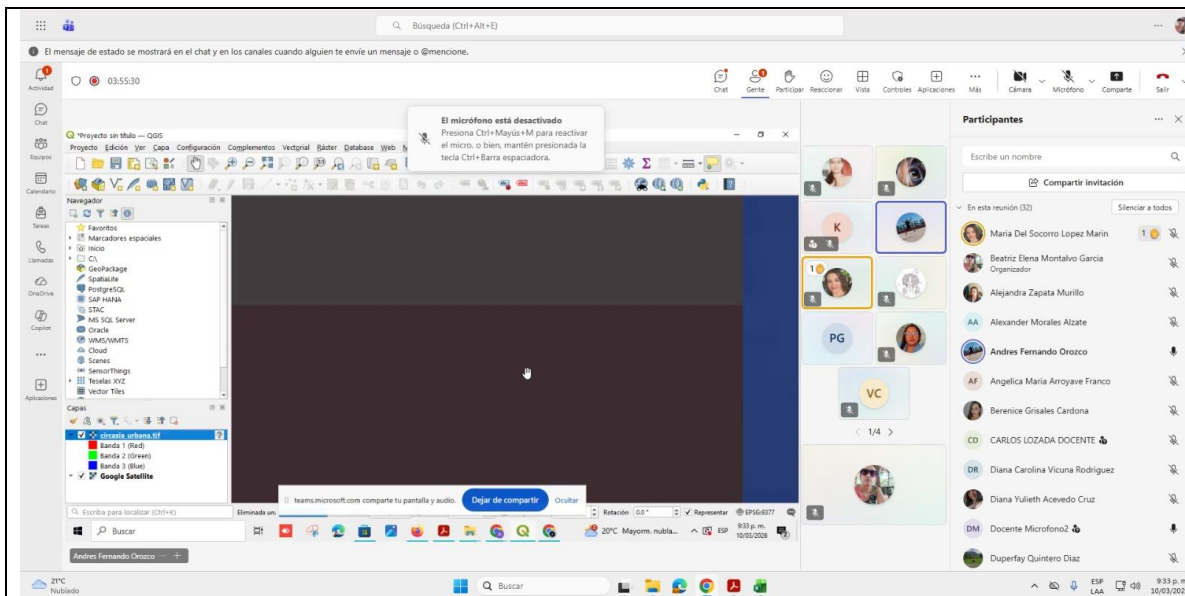 Búsqueda (Ctrl+Alt+E)
El mensaje de estado se mostrará en el chat y en los canales cuando alguien te envíe un mensaje o @mencione.
03:55:30
Chat Gente Participar Reaccionar Vista Controles Aplicaciones Más Cámara Micrófono Comparte Salir
Actividad
Chat
Equipos
Calendario
Tareas
Llamadas
OneDrive
Copilot
Aplicaciones
El micrófono está desactivado
Presiona Ctrl+Mayús+M para reactivar
el micro. o bien, mantén presionada la
tecla Ctrl+Barra espaciadora.
*Proyecto sin título — QGIS
Proyecto Edición Ver Capa Configuración Complementos Vectorial Ráster Database Web
Navegador
Favoritos
Marcadores espaciales
Inicio
C:\
GeoPackage
SpatiaLite
PostgreSQL
SAP HANA
STAC
MS SQL Server
Oracle
WMS/WMTS
Cloud
Scenes
SensorThings
Teselas XYZ
Vector Tiles
Capas
circasia_urbana.tif
Banda 1 (Red)
Banda 2 (Green)
Banda 3 (Blue)
Google Satellite
teams.microsoft.com comparte tu pantalla y audio. Dejar de compartir Ocultar
Escriba para localizar (Ctrl+K) Eliminada un Rotación 0,0° Representar EPSG:9377
Buscar 20°C Mayorm. nubla... ESP 9:33 p. m. 10/03/2026
Andres Fernando Orozco
K
1
PG
VC
1/4
Participantes
Escribe un nombre
Compartir invitación
En esta reunión (32) Silenciar a todos
Maria Del Socorro Lopez Marin 1
Beatriz Elena Montalvo Garcia
Organizador
Alejandra Zapata Murillo
AA Alexander Morales Alzate
Andres Fernando Orozco
AF Angelica Maria Arroyave Franco
Berenice Grisales Cardona
CD CARLOS LOZADA DOCENTE
DR Diana Carolina Vicuna Rodriguez
Diana Yulieth Acevedo Cruz
DM Docente Microfono2
Duperfay Quintero Diaz
21°C
Nublado
Buscar
ESP
LAA
9:33 p. m
10/03/202